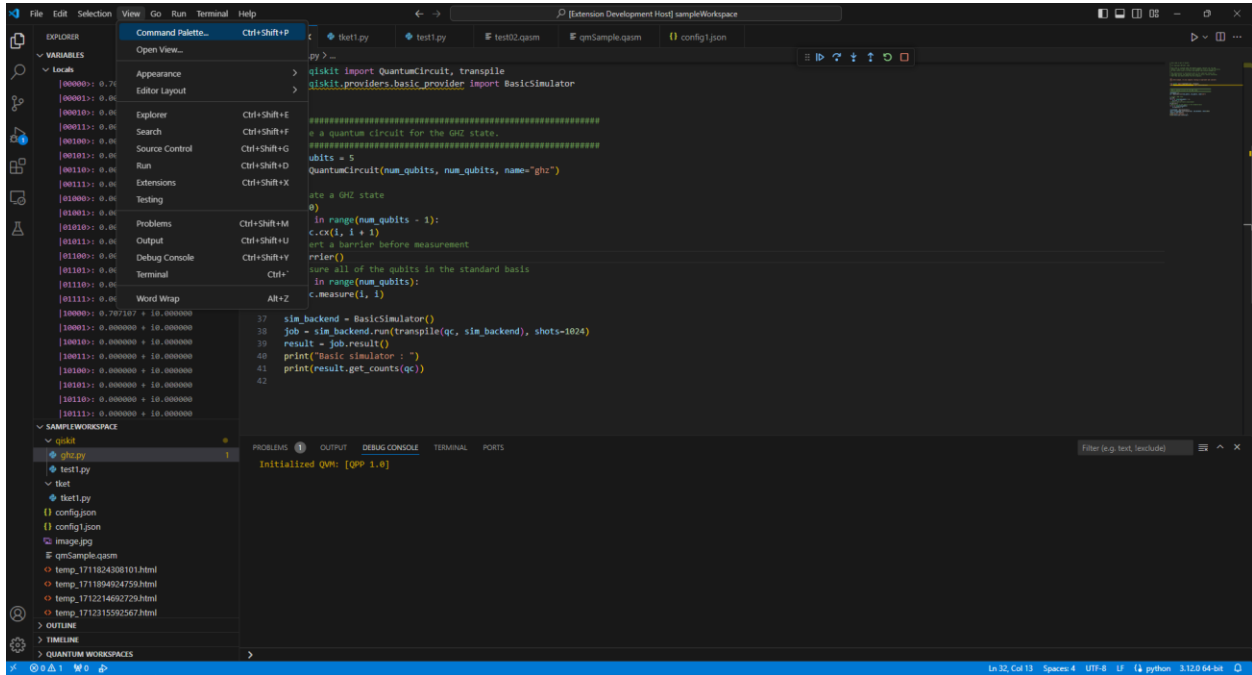 File Edit Selection View Go Run Terminal Help
[Extension Development Host] sampleWorkspace
EXPLORER
VARIABLES
Locals
|00000>: 0.70
|00001>: 0.00
|00010>: 0.00
|00011>: 0.00
|00100>: 0.00
|00101>: 0.00
|00110>: 0.00
|00111>: 0.00
|01000>: 0.00
|01001>: 0.00
|01010>: 0.00
|01011>: 0.00
|01100>: 0.00
|01101>: 0.00
|01110>: 0.00
|01111>: 0.00
|10000>: 0.707107 + i0.000000
|10001>: 0.000000 + i0.000000
|10010>: 0.000000 + i0.000000
|10011>: 0.000000 + i0.000000
|10100>: 0.000000 + i0.000000
|10101>: 0.000000 + i0.000000
|10110>: 0.000000 + i0.000000
|10111>: 0.000000 + i0.000000
SAMPLEWORKSPACE
qiskit
ghz.py 1
test1.py
tket
tket1.py
config.json
config1.json
image.jpg
qmSample.qasm
temp_1711824308101.html
temp_1711894924759.html
temp_1712214692729.html
temp_1712315592567.html
OUTLINE
TIMELINE
QUANTUM WORKSPACES
Command Palette... Ctrl+Shift+P
Open View...
Appearance
Editor Layout
Explorer Ctrl+Shift+E
Search Ctrl+Shift+F
Source Control Ctrl+Shift+G
Run Ctrl+Shift+D
Extensions Ctrl+Shift+X
Testing
Problems Ctrl+Shift+M
Output Ctrl+Shift+U
Debug Console Ctrl+Shift+Y
Terminal Ctrl+`
Word Wrap Alt+Z
tket1.py test1.py test02.qasm qmSample.qasm config1.json
.py > ...
qiskit import QuantumCircuit, transpile
qiskit.providers.basic_provider import BasicSimulator
############################################################
e a quantum circuit for the GHZ state.
############################################################
ubits = 5
QuantumCircuit(num_qubits, num_qubits, name="ghz")
ate a GHZ state
0)
in range(num_qubits - 1):
c.cx(i, i + 1)
ert a barrier before measurement
rrier()
sure all of the qubits in the standard basis
in range(num_qubits):
c.measure(i, i)
37 sim_backend = BasicSimulator()
38 job = sim_backend.run(transpile(qc, sim_backend), shots=1024)
39 result = job.result()
40 print("Basic simulator : ")
41 print(result.get_counts(qc))
42
PROBLEMS 1 OUTPUT DEBUG CONSOLE TERMINAL PORTS
Filter (e.g. text, !exclude)
Initialized QVM: [QPP 1.0]
0 1 0
Ln 32, Col 13 Spaces: 4 UTF-8 LF python 3.12.0 64-bit